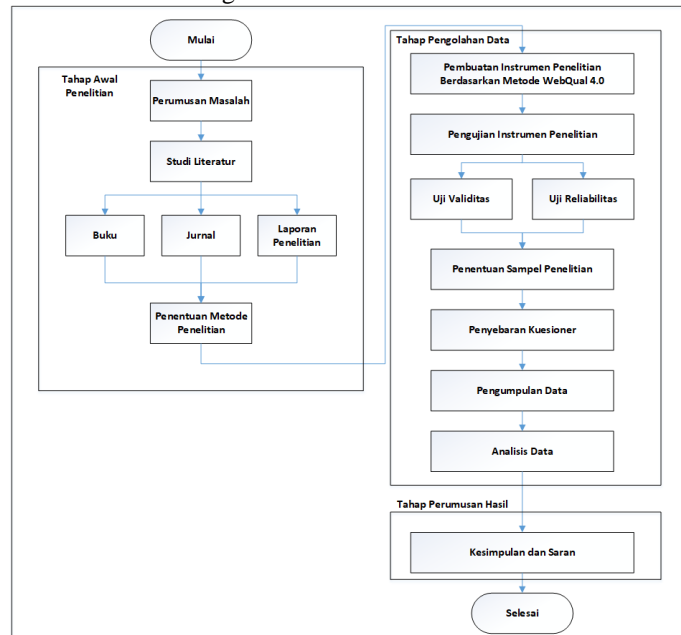 Mulai
Tahap Awal
Penelitian
Perumusan Masalah
Studi Literatur
Buku
Jurnal
Laporan
Penelitian
Penentuan Metode
Penelitian
Tahap Pengolahan Data
Pembuatan Instrumen Penelitian
Berdasarkan Metode WebQual 4.0
Pengujian Instrumen Penelitian
Uji Validitas
Uji Reliabilitas
Penentuan Sampel Penelitian
Penyebaran Kuesioner
Pengumpulan Data
Analisis Data
Tahap Perumusan Hasil
Kesimpulan dan Saran
Selesai